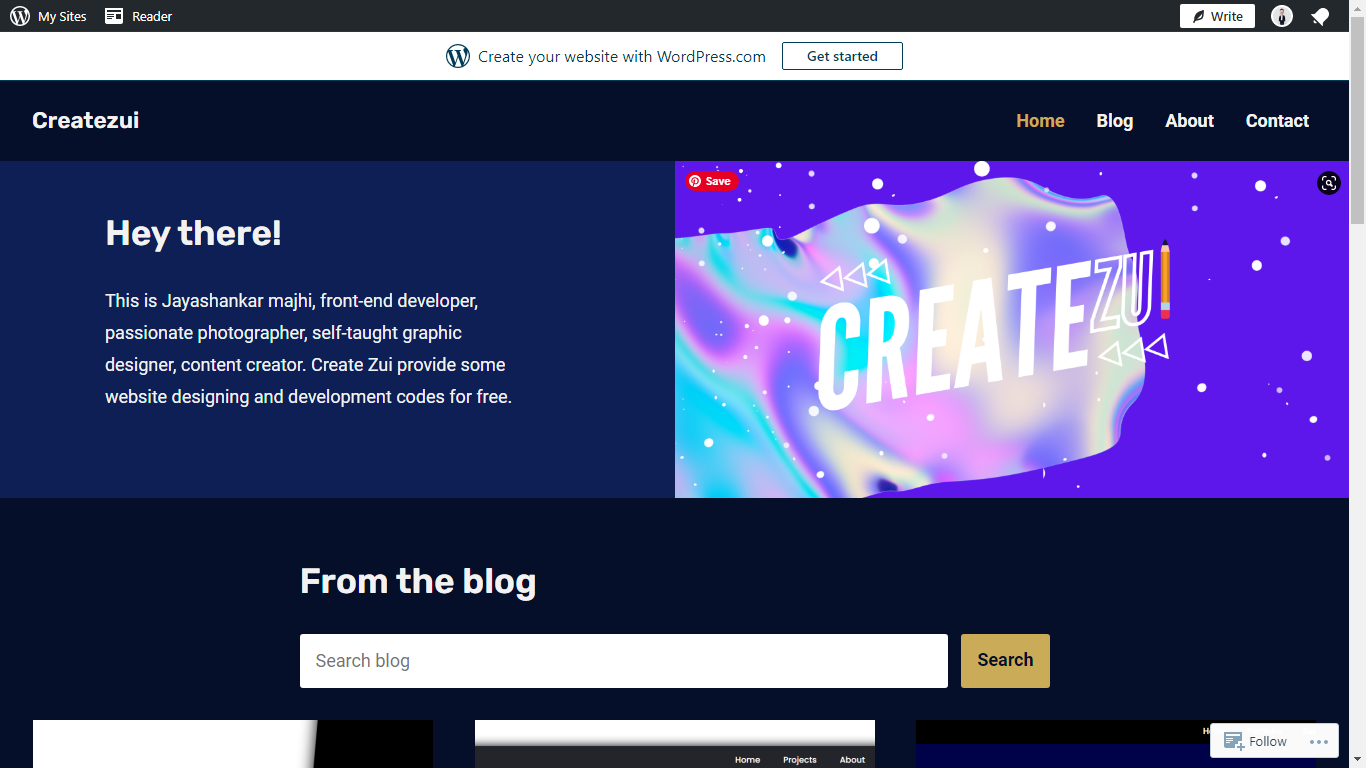 My Sites
Reader
Write
Create your website with WordPress.com
Get started
Createzui
Home
Blog
About
Contact
Hey there!
This is Jayashankar majhi, front-end developer,
passionate photographer, self-taught graphic
designer, content creator. Create Zui provide some
website designing and development codes for free.
Save
CREATEZU
From the blog
Search blog
Search
Home
Projects
About
Follow